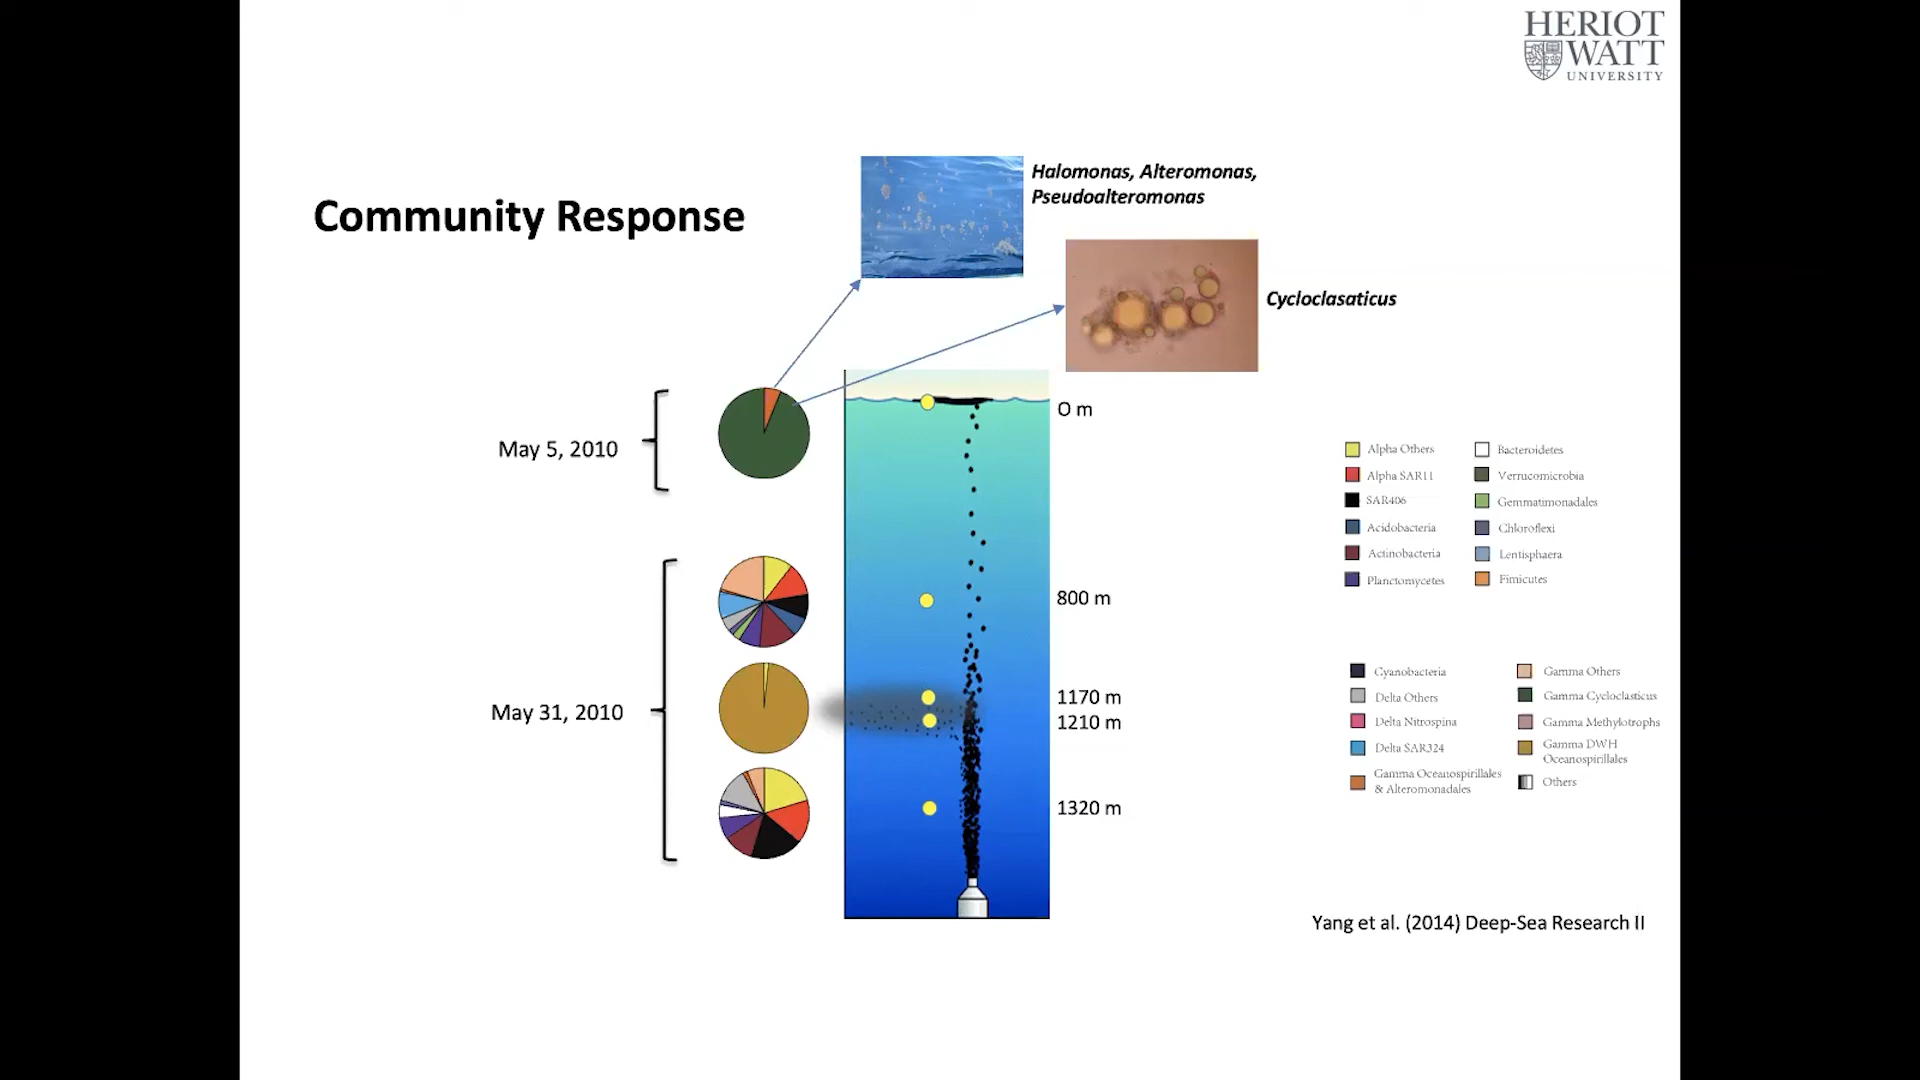 HERIOT
WATT
UNIVERSITY
Halomonas, Alteromonas,
Pseudoalteromonas
Community Response
Cycloclasaticus
May 5, 2010
O m
800 m
May 31, 2010
1170 m
1210 m
1320 m
Alpha Others
Alpha SAR11
SAR406
Acidobacteria
Actinobacteria
Planctomycetes
Bacteroidetes
Verrucomicrobia
Gemmatimonadales
Chloroflexi
Lentisphaera
Fimicutes
Cyanobacteria
Delta Others
Delta Nitrospina
Delta SAR324
Gamma Oceanospirillales
& Alteromonadales
Gamma Others
Gamma Cycloclasticus
Gamma Methylotrophs
Gamma DWH
Oceanospirillales
Others
Yang et al. (2014) Deep-Sea Research II